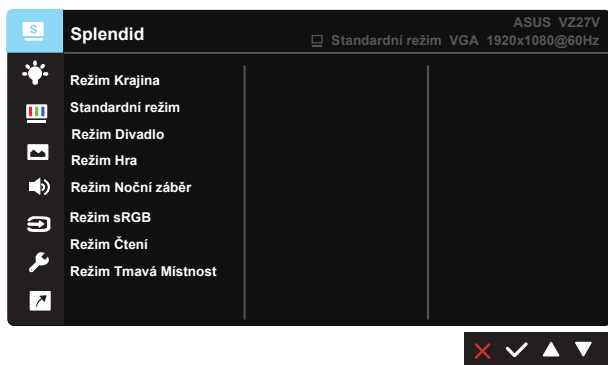 S
Splendid
ASUS VZ27V
Standardní režim VGA 1920x1080@60Hz
Režim Krajina
Standardní režim
Režim Divadlo
Režim Hra
Režim Noční záběr
Režim sRGB
Režim Čtení
Režim Tmavá Místnost